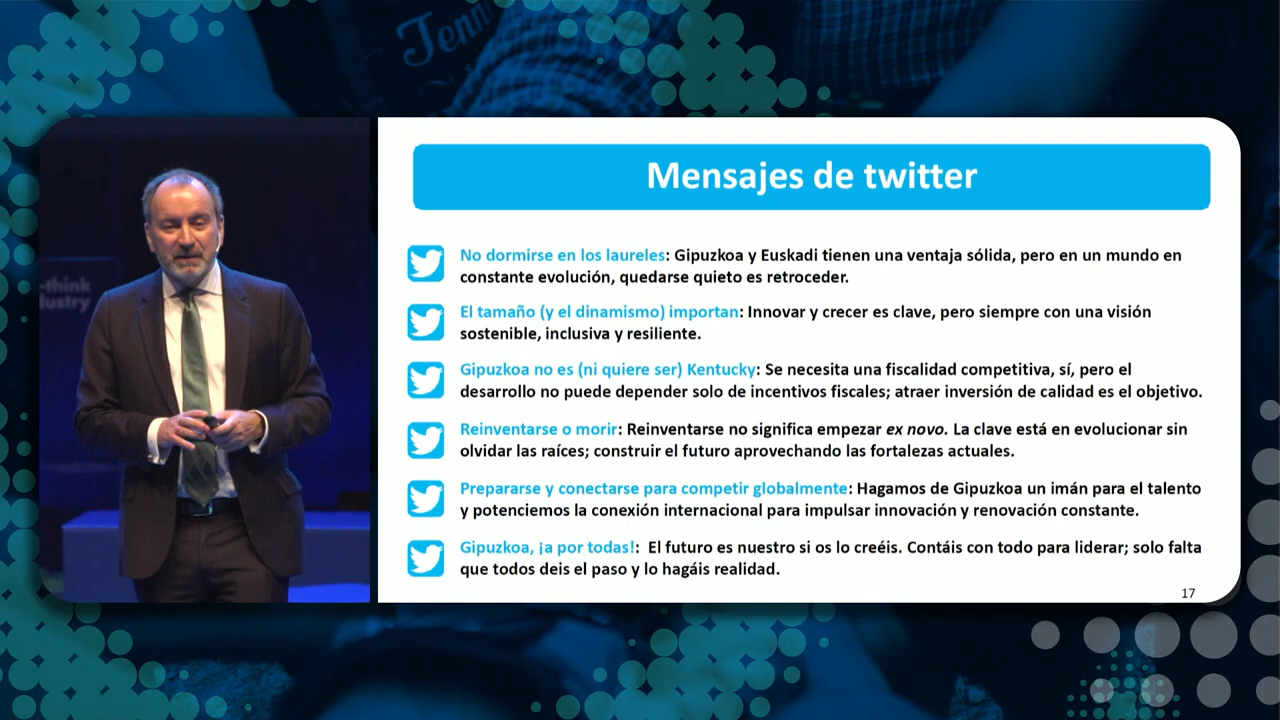 Tenn
-think
dustry
Mensajes de twitter
No dormirse en los laureles: Gipuzkoa y Euskadi tienen una ventaja sólida, pero en un mundo en
constante evolución, quedarse quieto es retroceder.
El tamaño (y el dinamismo) importan: Innovar y crecer es clave, pero siempre con una visión
sostenible, inclusiva y resiliente.
Gipuzkoa no es (ni quiere ser) Kentucky: Se necesita una fiscalidad competitiva, sí, pero el
desarrollo no puede depender solo de incentivos fiscales; atraer inversión de calidad es el objetivo.
Reinventarse o morir: Reinventarse no significa empezar ex novo. La clave está en evolucionar sin
olvidar las raíces; construir el futuro aprovechando las fortalezas actuales.
Prepararse y conectarse para competir globalmente: Hagamos de Gipuzkoa un imán para el talento
y potenciemos la conexión internacional para impulsar innovación y renovación constante.
Gipuzkoa, ¡a por todas!: El futuro es nuestro si os lo creéis. Contáis con todo para liderar; solo falta
que todos deis el paso y lo hagáis realidad.
17